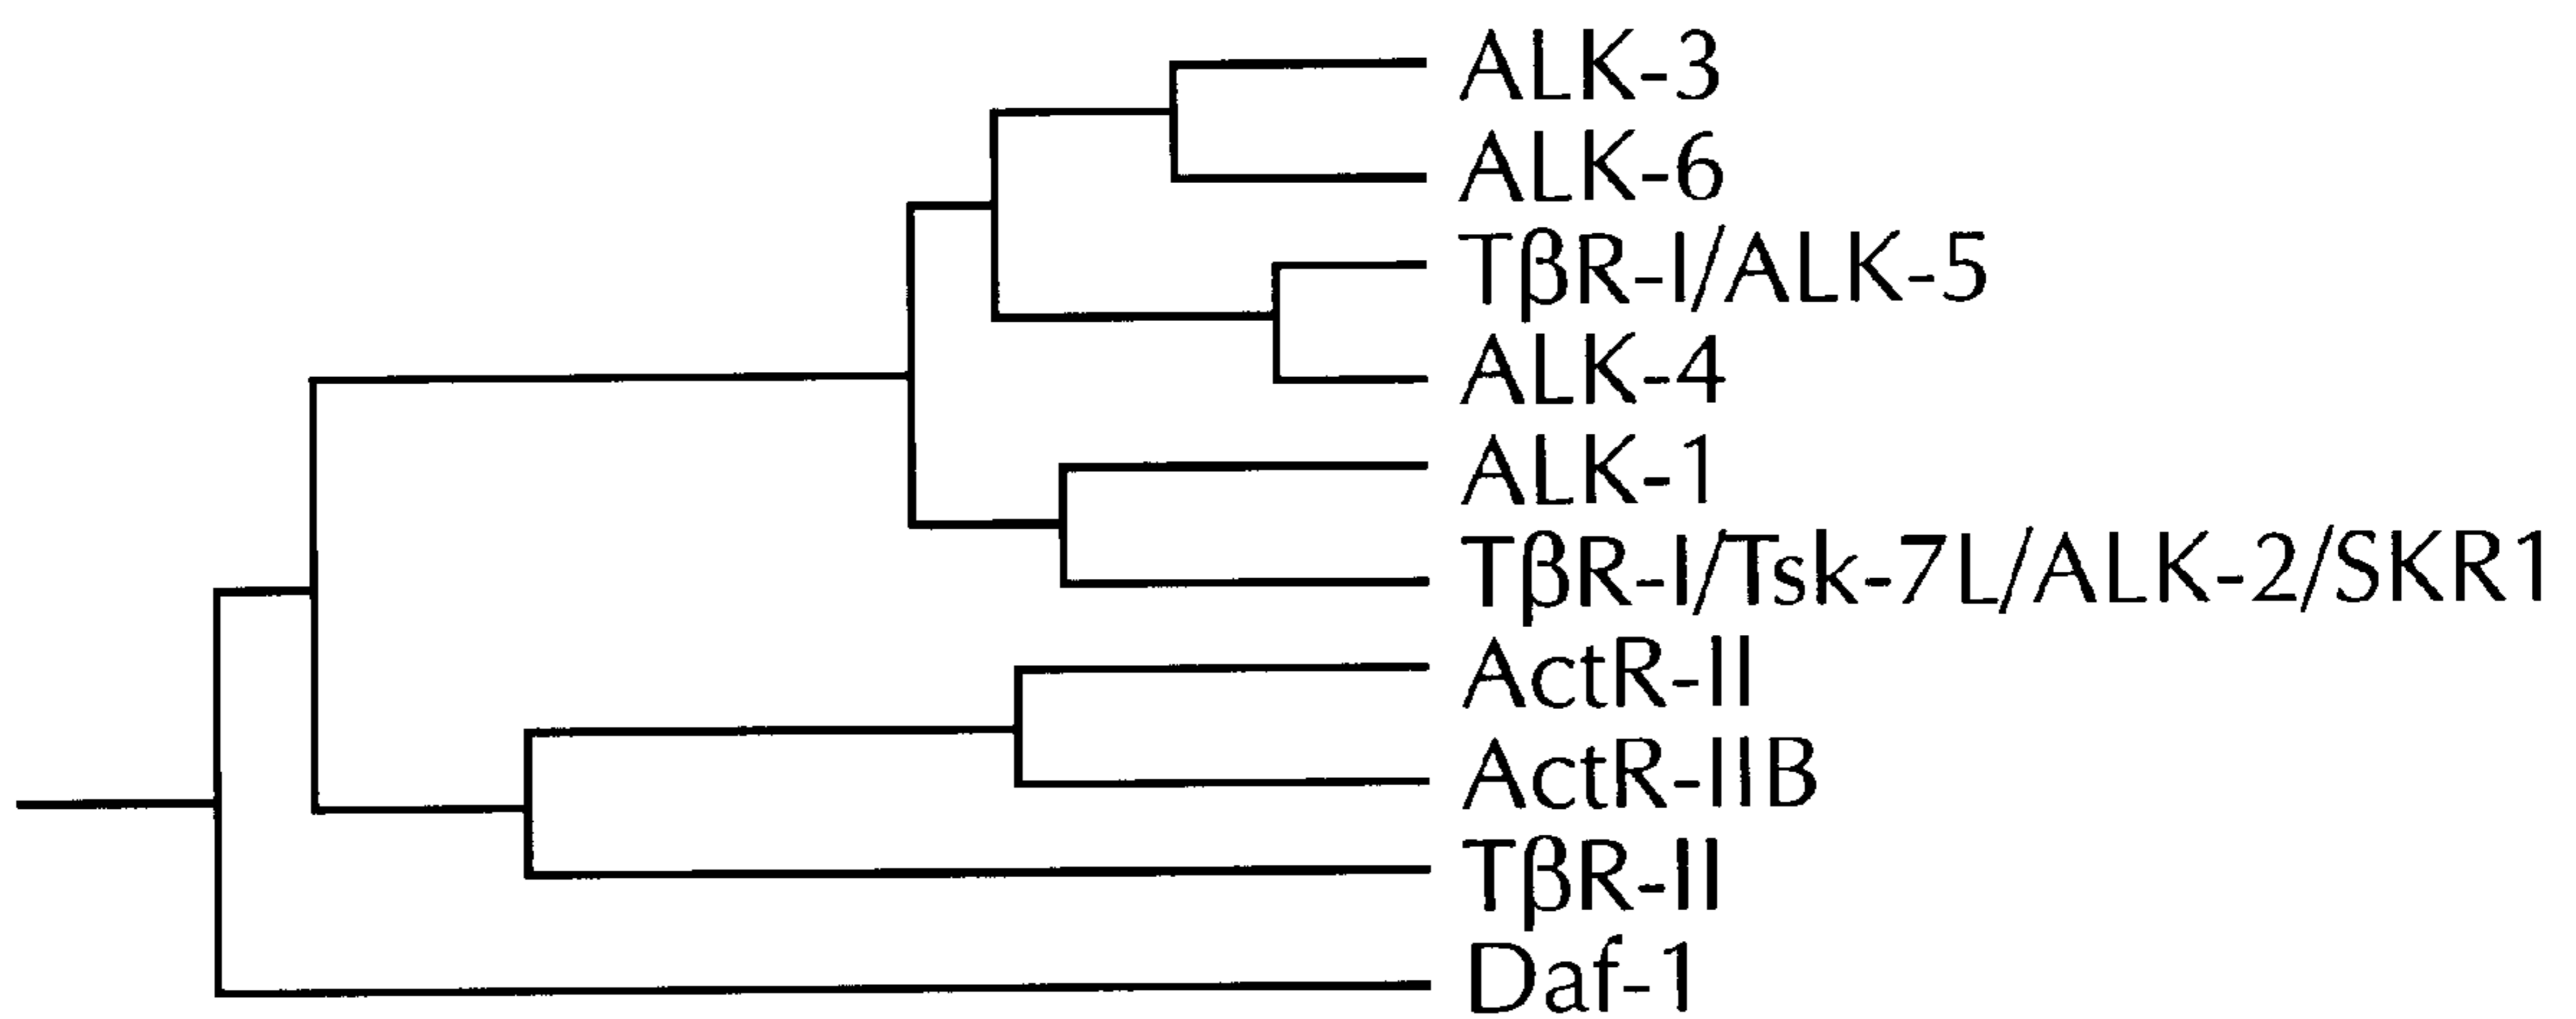 ALK-3
ALK-6
TβR-I/ALK-5
ALK-4
ALK-1
TβR-I/Tsk-7L/ALK-2/SKR1
ActR-II
ActR-IIB
TβR-II
Daf-1